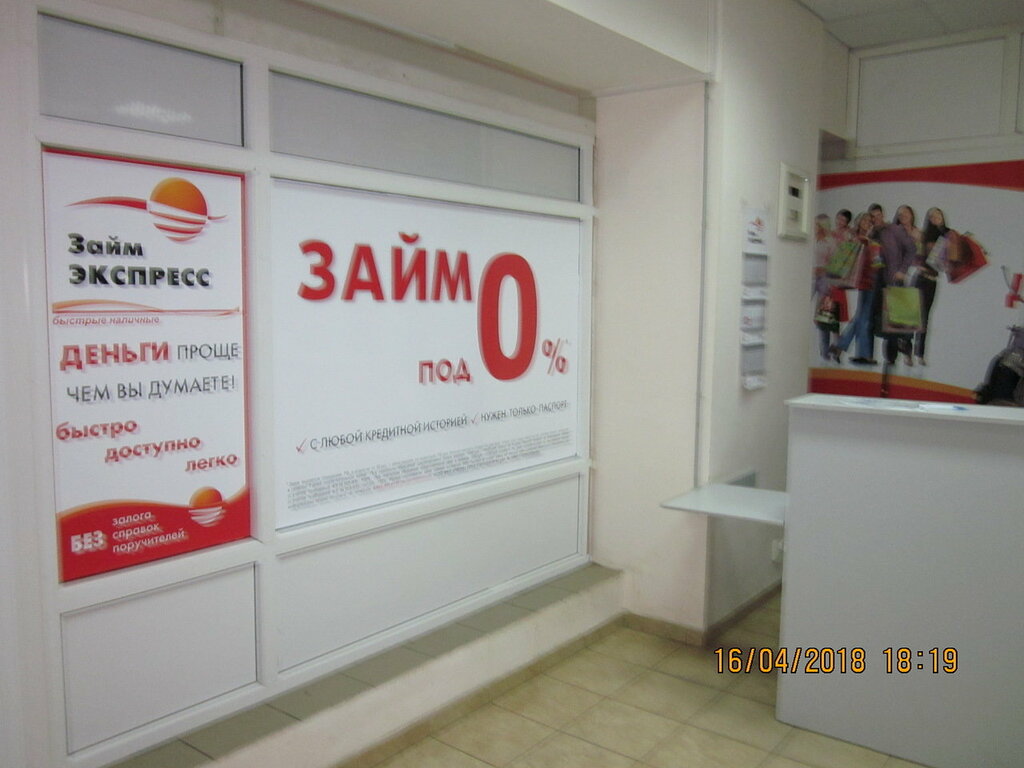 Займ
ЭКСПРЕСС
быстрые наличные
ДЕНЬГИ ПРОЩЕ
ЧЕМ ВЫ ДУМАЕТЕ!
быстро
доступно
легко
БЕЗ
залога
справок
поручителей
ЗАЙМ
ПОД 0%
✓ С ЛЮБОЙ КРЕДИТНОЙ ИСТОРИЕЙ ✓ НУЖЕН ТОЛЬКО ПАСПОРТ
16/04/2018 18:19